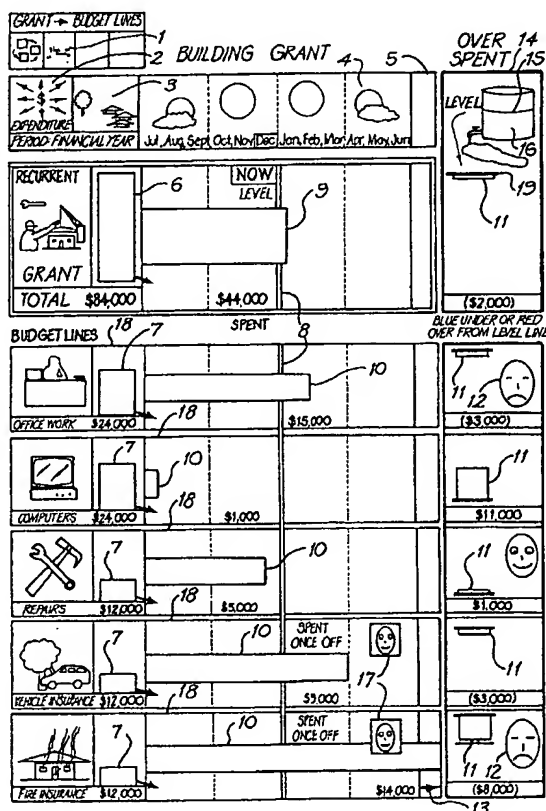 GRANT → BUDGET LINES
1
2
BUILDING GRANT
OVER SPENT
14
15
3
4
5
EXPENDITURE
PERIOD: FINANCIAL YEAR
Jul, Aug, Sept, Oct, Nov, Dec, Jan, Feb, Mar, Apr, May, Jun
LEVEL
16
19
11
RECURRENT
GRANT
6
NOW
LEVEL
9
TOTAL $84,000 $44,000
($2,000)
SPENT
8
BLUE UNDER OR RED
OVER FROM LEVEL LINE
BUDGET LINES
18
7
10
11
12
OFFICE WORK $24,000 $15,000 ($3,000)
18
7
10
11
COMPUTERS $24,000 $1,000 $11,000
18
7
10
11
REPAIRS $12,000 $5,000 $1,000
18
7
10
SPENT
ONCE OFF
17
11
VEHICLE INSURANCE $12,000 $9,000 ($3,000)
18
7
10
SPENT
ONCE OFF
11
12
FIRE INSURANCE $12,000 $14,000 ($8,000)
13